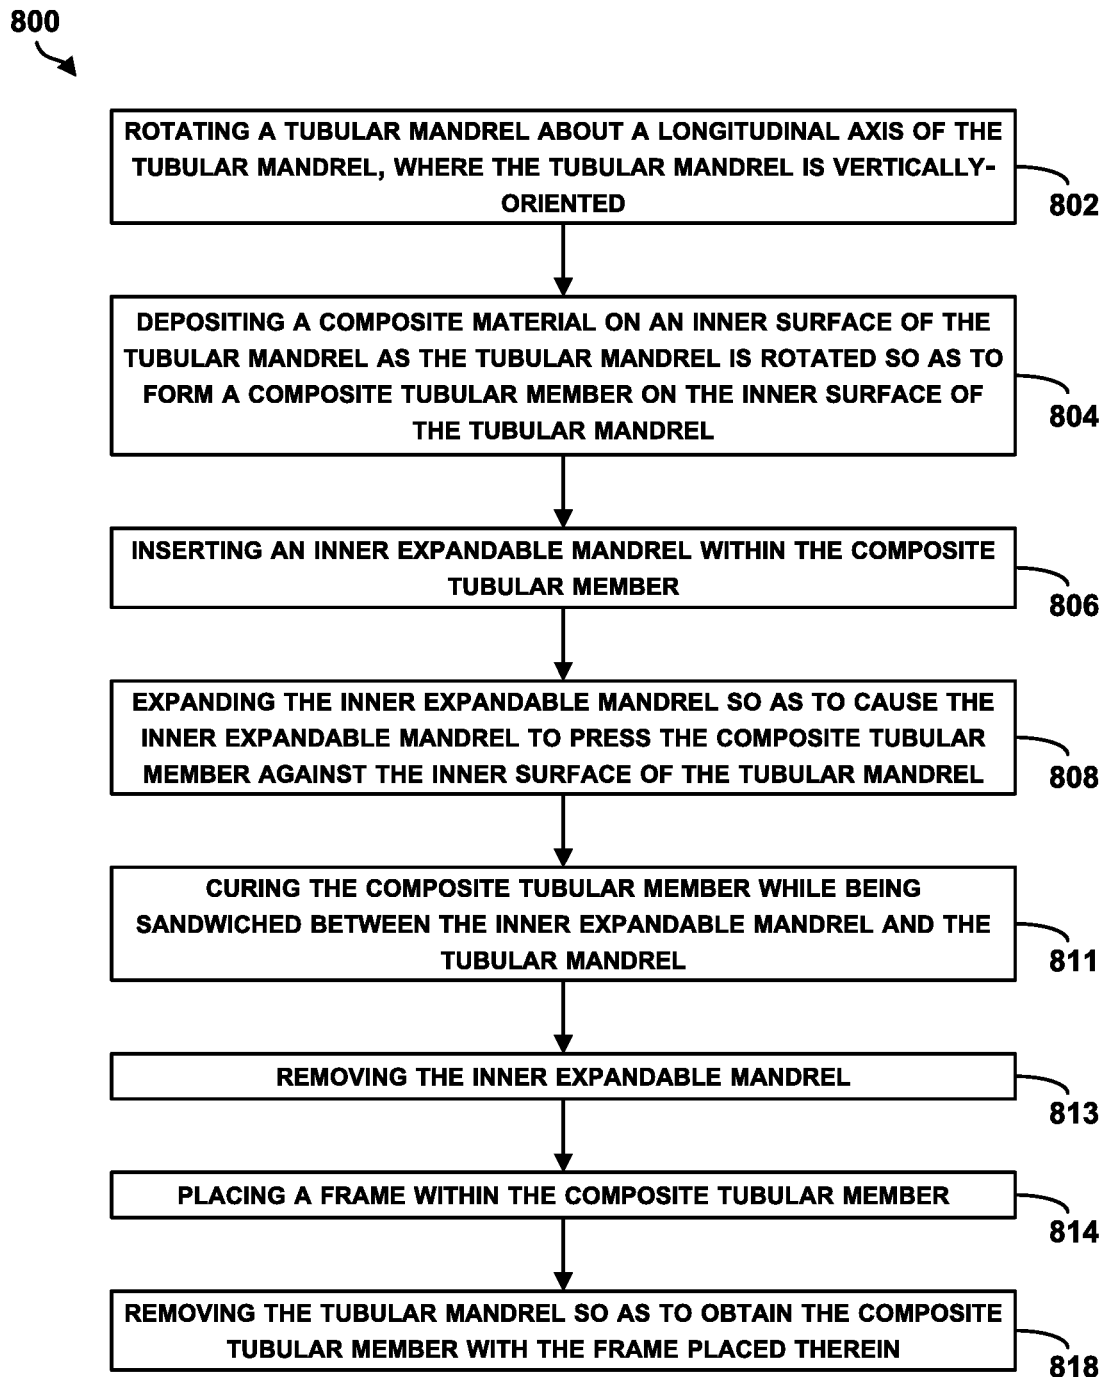 800
ROTATING A TUBULAR MANDREL ABOUT A LONGITUDINAL AXIS OF THE
TUBULAR MANDREL, WHERE THE TUBULAR MANDREL IS VERTICALLY-
ORIENTED
802
DEPOSITING A COMPOSITE MATERIAL ON AN INNER SURFACE OF THE
TUBULAR MANDREL AS THE TUBULAR MANDREL IS ROTATED SO AS TO
FORM A COMPOSITE TUBULAR MEMBER ON THE INNER SURFACE OF
THE TUBULAR MANDREL
804
INSERTING AN INNER EXPANDABLE MANDREL WITHIN THE COMPOSITE
TUBULAR MEMBER
806
EXPANDING THE INNER EXPANDABLE MANDREL SO AS TO CAUSE THE
INNER EXPANDABLE MANDREL TO PRESS THE COMPOSITE TUBULAR
MEMBER AGAINST THE INNER SURFACE OF THE TUBULAR MANDREL
808
CURING THE COMPOSITE TUBULAR MEMBER WHILE BEING
SANDWICHED BETWEEN THE INNER EXPANDABLE MANDREL AND THE
TUBULAR MANDREL
811
REMOVING THE INNER EXPANDABLE MANDREL
813
PLACING A FRAME WITHIN THE COMPOSITE TUBULAR MEMBER
814
REMOVING THE TUBULAR MANDREL SO AS TO OBTAIN THE COMPOSITE
TUBULAR MEMBER WITH THE FRAME PLACED THEREIN
818